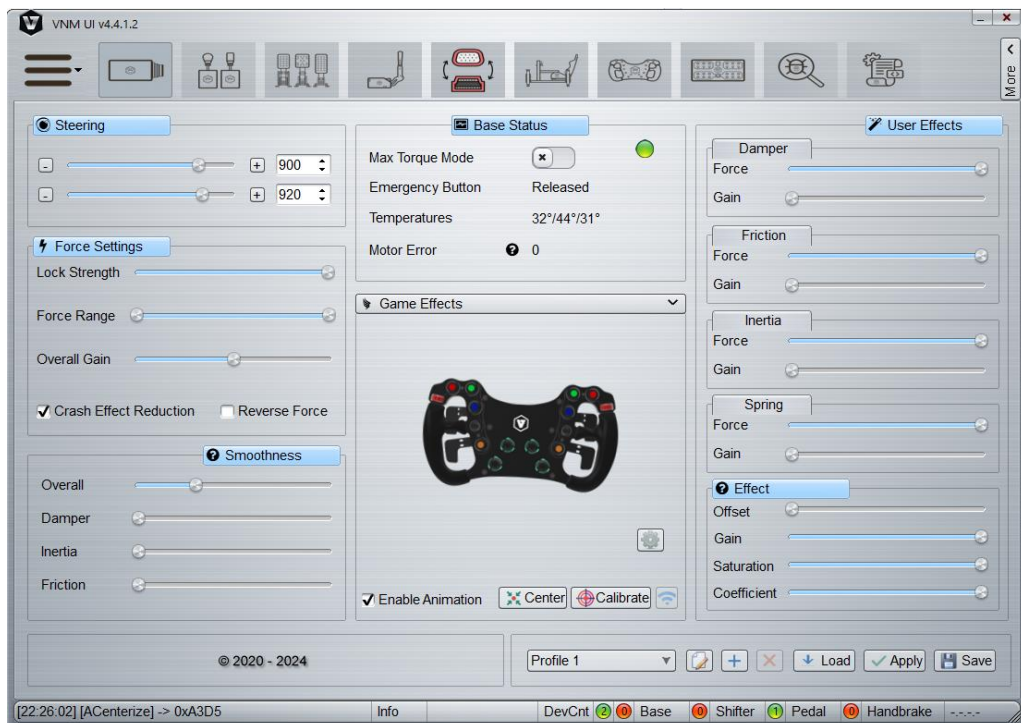 VNM UI v4.4.1.2
More
Steering
- + 900
- + 920
Force Settings
Lock Strength
Force Range
Overall Gain
Crash Effect Reduction Reverse Force
Smoothness
Overall
Damper
Inertia
Friction
Base Status
Max Torque Mode
Emergency Button Released
Temperatures 32°/44°/31°
Motor Error ? 0
Game Effects
Enable Animation Center Calibrate
User Effects
Damper
Force
Gain
Friction
Force
Gain
Inertia
Force
Gain
Spring
Force
Gain
? Effect
Offset
Gain
Saturation
Coefficient
© 2020 - 2024
Profile 1 Load Apply Save
[22:26:02] [ACenterize] -> 0xA3D5 Info DevCnt 2 0 Base 0 Shifter 1 Pedal 0 Handbrake -.-.-.-